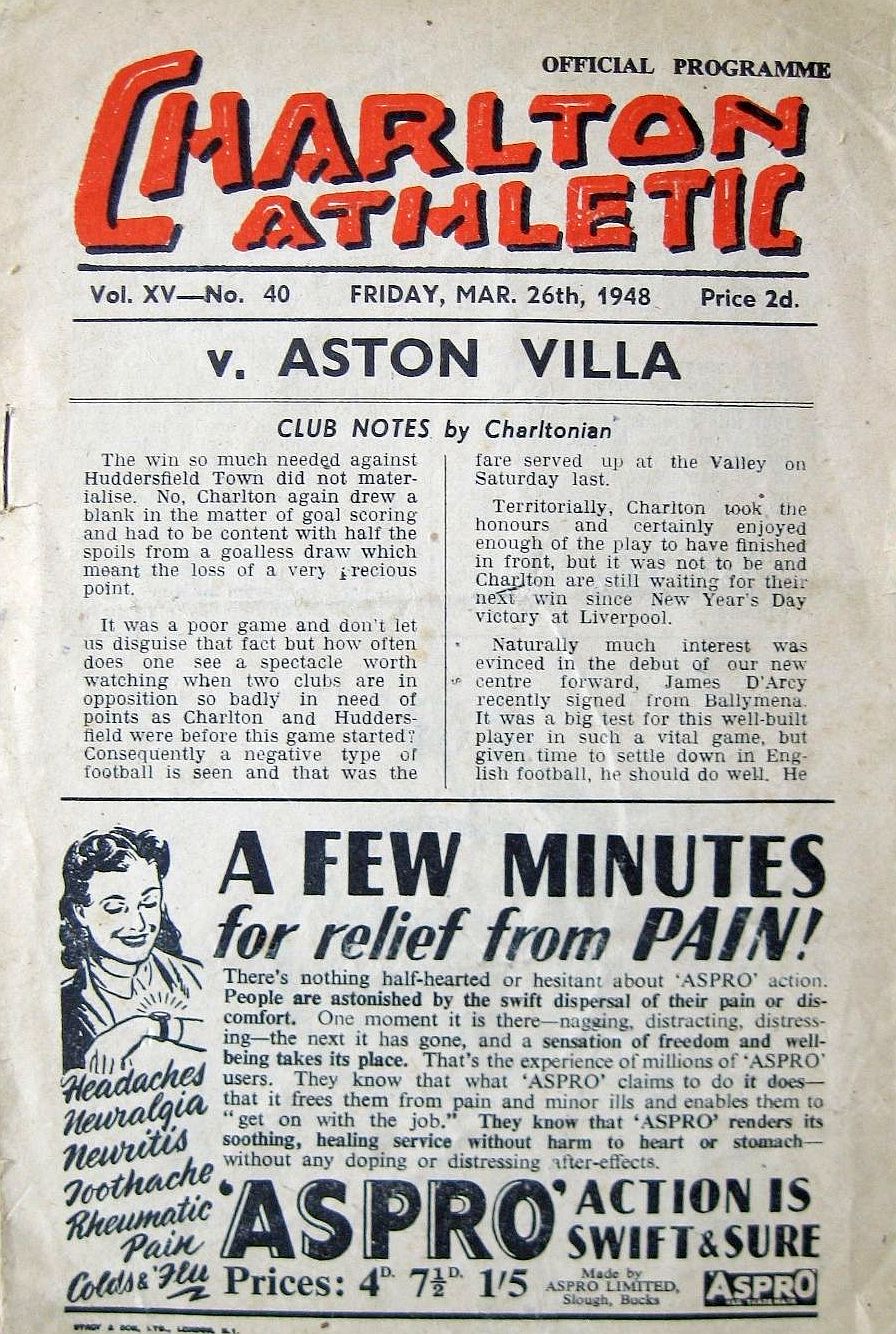 OFFICIAL PROGRAMME
CHARLTON
ATHLETIC
Vol. XV—No. 40 FRIDAY, MAR. 26th, 1948 Price 2d.
v. ASTON VILLA
CLUB NOTES by Charltonian
The win so much needed against
Huddersfield Town did not mater-
ialise. No, Charlton again drew a
blank in the matter of goal scoring
and had to be content with half the
spoils from a goalless draw which
meant the loss of a very precious
point.
It was a poor game and don't let
us disguise that fact but how often
does one see a spectacle worth
watching when two clubs are in
opposition so badly in need of
points as Charlton and Hudders-
field were before this game started?
Consequently a negative type of
football is seen and that was the
fare served up at the Valley on
Saturday last.
Territorially, Charlton took the
honours and certainly enjoyed
enough of the play to have finished
in front, but it was not to be and
Charlton are still waiting for their
next win since New Year's Day
victory at Liverpool.
Naturally much interest was
evinced in the debut of our new
centre forward, James D'Arcy
recently signed from Ballymena.
It was a big test for this well-built
player in such a vital game, but
given time to settle down in Eng-
lish football, he should do well. He
A FEW MINUTES
for relief from PAIN!
There's nothing half-hearted or hesitant about 'ASPRO' action.
People are astonished by the swift dispersal of their pain or dis-
comfort. One moment it is there—nagging, distracting, distress-
ing—the next it has gone, and a sensation of freedom and well-
being takes its place. That's the experience of millions of 'ASPRO'
users. They know that what 'ASPRO' claims to do it does—
that it frees them from pain and minor ills and enables them to
"get on with the job." They know that 'ASPRO' renders its
soothing, healing service without harm to heart or stomach—
without any doping or distressing after-effects.
Headaches
Neuralgia
Neuritis
Toothache
Rheumatic
Pain
Colds & 'Flu
'ASPRO' ACTION IS
SWIFT & SURE
Prices: 4D. 7½D. 1/5
Made by
ASPRO LIMITED,
Slough, Bucks
ASPRO